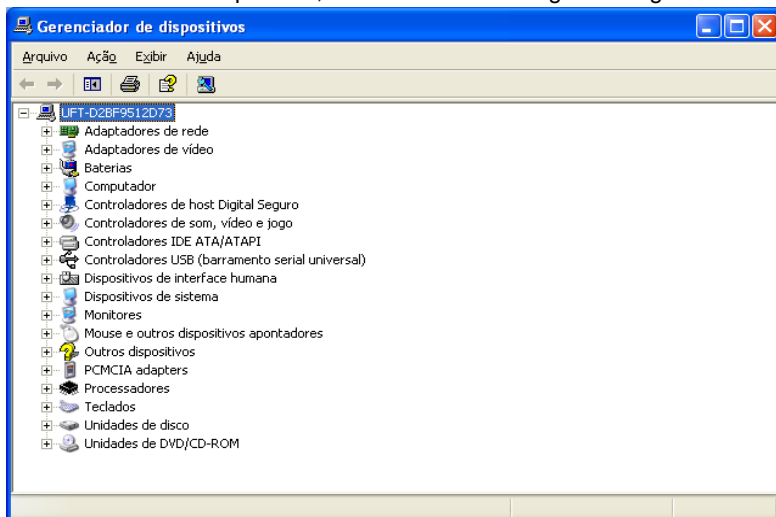 Gerenciador de dispositivos
Arquivo Ação Exibir Ajuda
UFT-D2BF9512D73
Adaptadores de rede
Adaptadores de vídeo
Baterias
Computador
Controladores de host Digital Seguro
Controladores de som, vídeo e jogo
Controladores IDE ATA/ATAPI
Controladores USB (barramento serial universal)
Dispositivos de interface humana
Dispositivos de sistema
Monitores
Mouse e outros dispositivos apontadores
Outros dispositivos
PCMCIA adapters
Processadores
Teclados
Unidades de disco
Unidades de DVD/CD-ROM